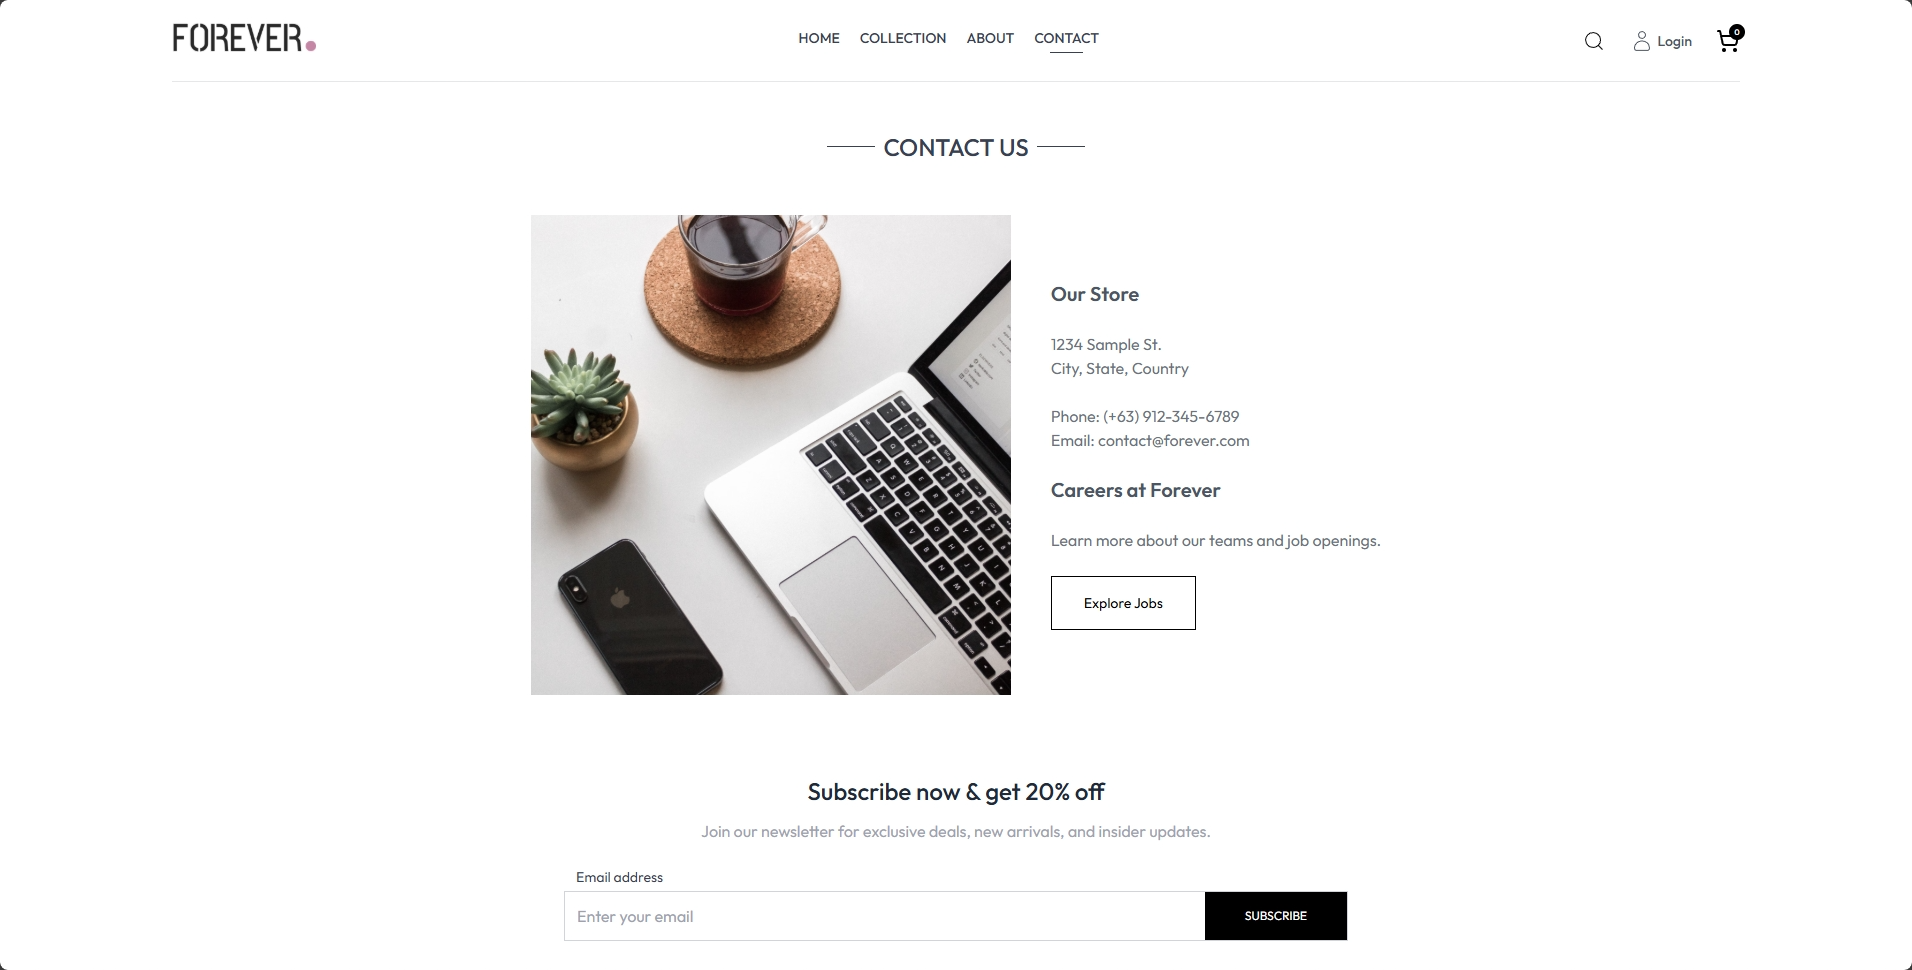 FOREVER.
HOME COLLECTION ABOUT CONTACT
Login
0
CONTACT US
Our Store
1234 Sample St.
City, State, Country
Phone: (+63) 912-345-6789
Email: contact@forever.com
Careers at Forever
Learn more about our teams and job openings.
Explore Jobs
Subscribe now & get 20% off
Join our newsletter for exclusive deals, new arrivals, and insider updates.
Email address
Enter your email
SUBSCRIBE